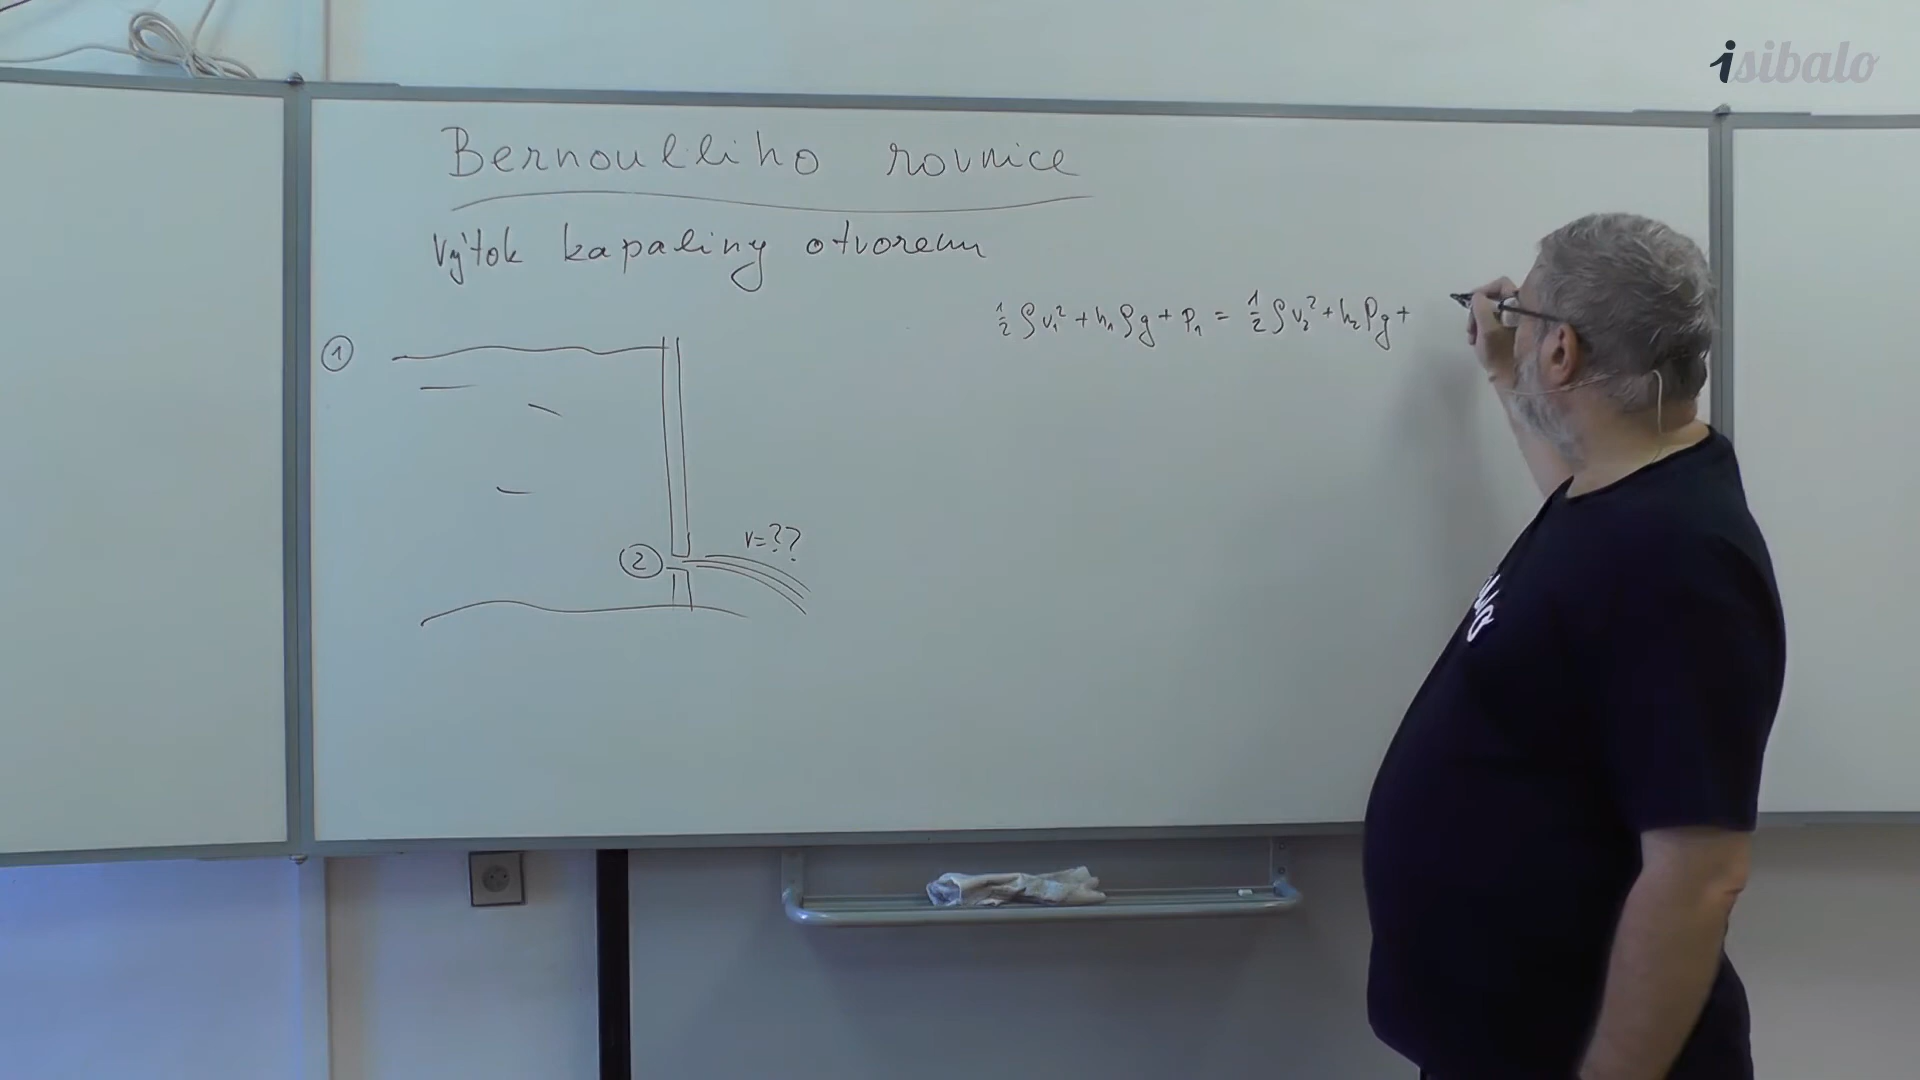 isibalo
Bernoulliho rovnice
Výtok kapaliny otvorem
½ ρv₁² + h₁ρg + p₁ = ½ ρv₂² + h₂ρg +
1
v=??
2